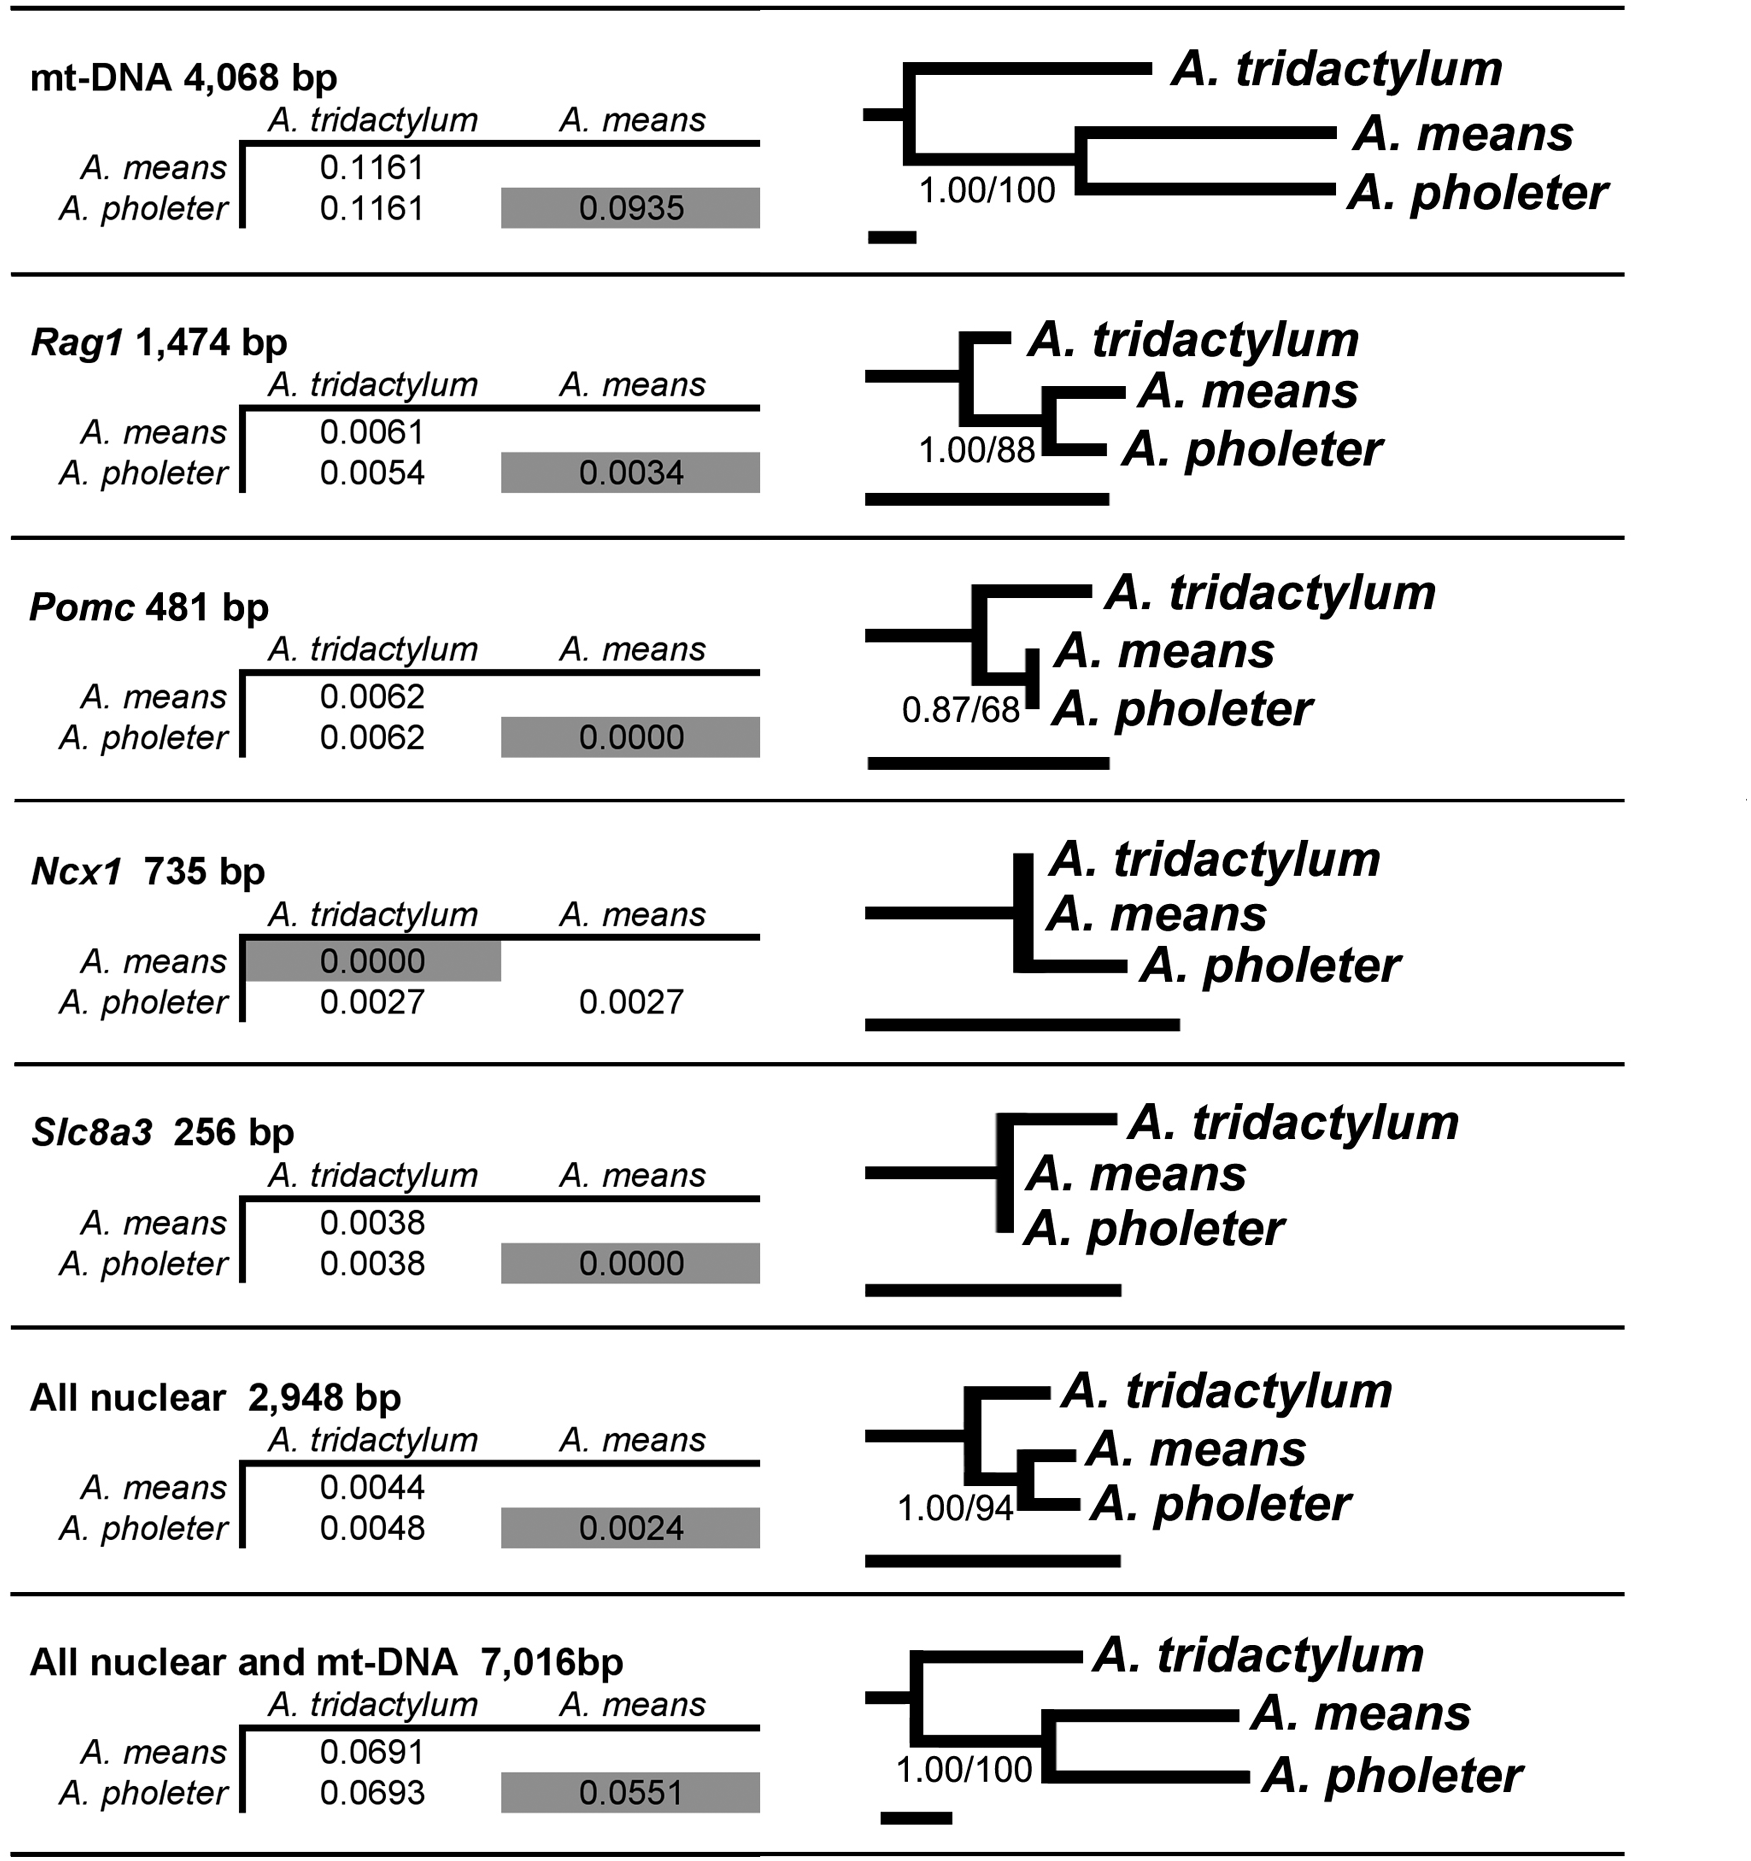 mt-DNA 4,068 bp
A. tridactylum A. means
A. means 0.1161
A. pholeter 0.1161 0.0935
A. tridactylum
A. means
A. pholeter
1.00/100
Rag1 1,474 bp
A. tridactylum A. means
A. means 0.0061
A. pholeter 0.0054 0.0034
A. tridactylum
A. means
A. pholeter
1.00/88
Pomc 481 bp
A. tridactylum A. means
A. means 0.0062
A. pholeter 0.0062 0.0000
A. tridactylum
A. means
A. pholeter
0.87/68
Ncx1 735 bp
A. tridactylum A. means
A. means 0.0000
A. pholeter 0.0027 0.0027
A. tridactylum
A. means
A. pholeter
Slc8a3 256 bp
A. tridactylum A. means
A. means 0.0038
A. pholeter 0.0038 0.0000
A. tridactylum
A. means
A. pholeter
All nuclear 2,948 bp
A. tridactylum A. means
A. means 0.0044
A. pholeter 0.0048 0.0024
A. tridactylum
A. means
A. pholeter
1.00/94
All nuclear and mt-DNA 7,016bp
A. tridactylum A. means
A. means 0.0691
A. pholeter 0.0693 0.0551
A. tridactylum
A. means
A. pholeter
1.00/100